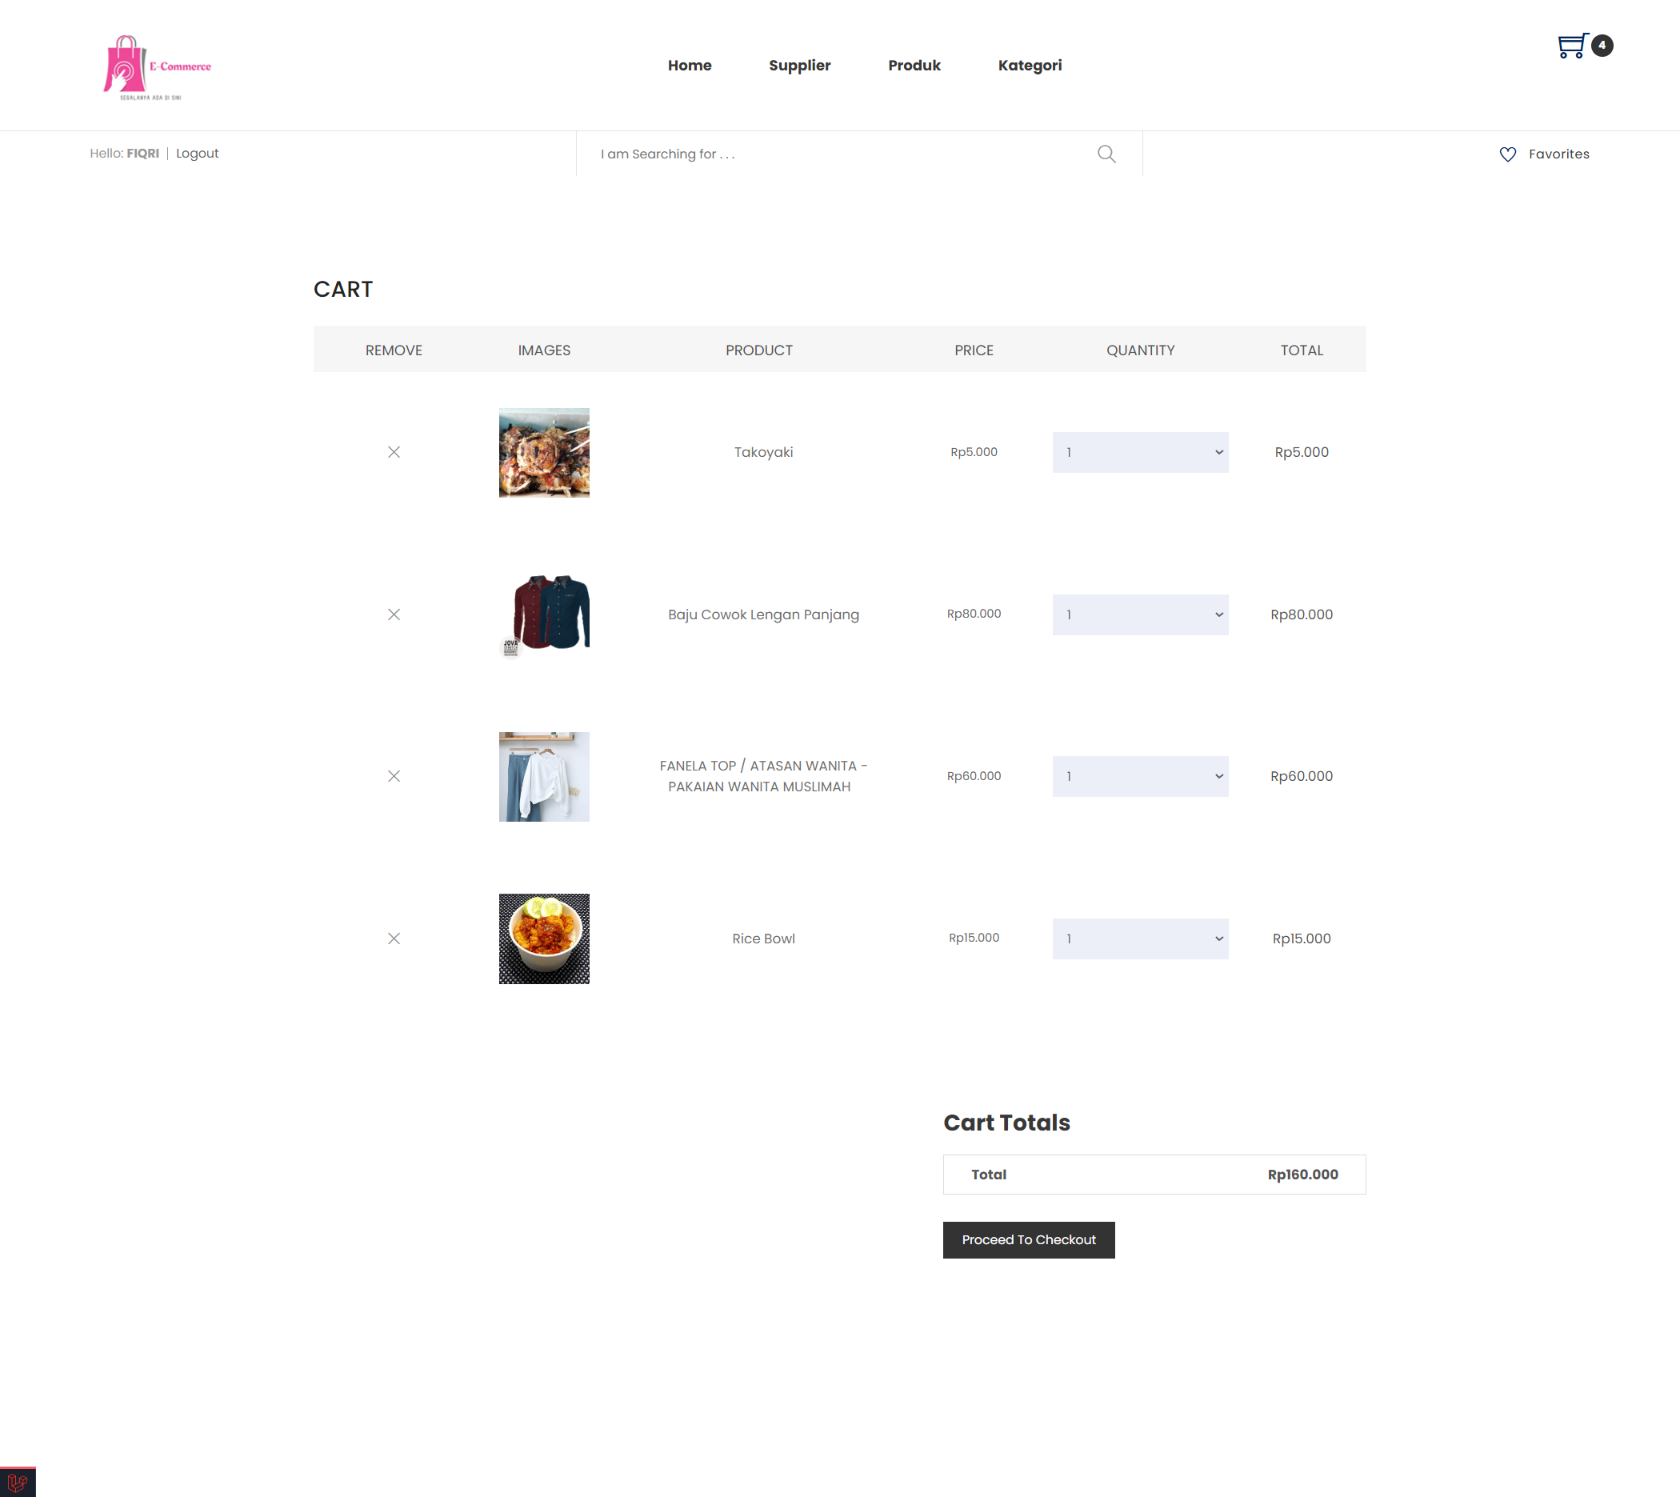 E-Commerce
SEGALANYA ADA DI SINI
Home
Supplier
Produk
Kategori
4
Hello: FIQRI | Logout
I am Searching for . . .
Favorites
CART
REMOVE
IMAGES
PRODUCT
PRICE
QUANTITY
TOTAL
Takoyaki
Rp5.000
1
Rp5.000
JOVA
Baju Cowok Lengan Panjang
Rp80.000
1
Rp80.000
FANELA TOP / ATASAN WANITA -
PAKAIAN WANITA MUSLIMAH
Rp60.000
1
Rp60.000
Rice Bowl
Rp15.000
1
Rp15.000
Cart Totals
Total
Rp160.000
Proceed To Checkout